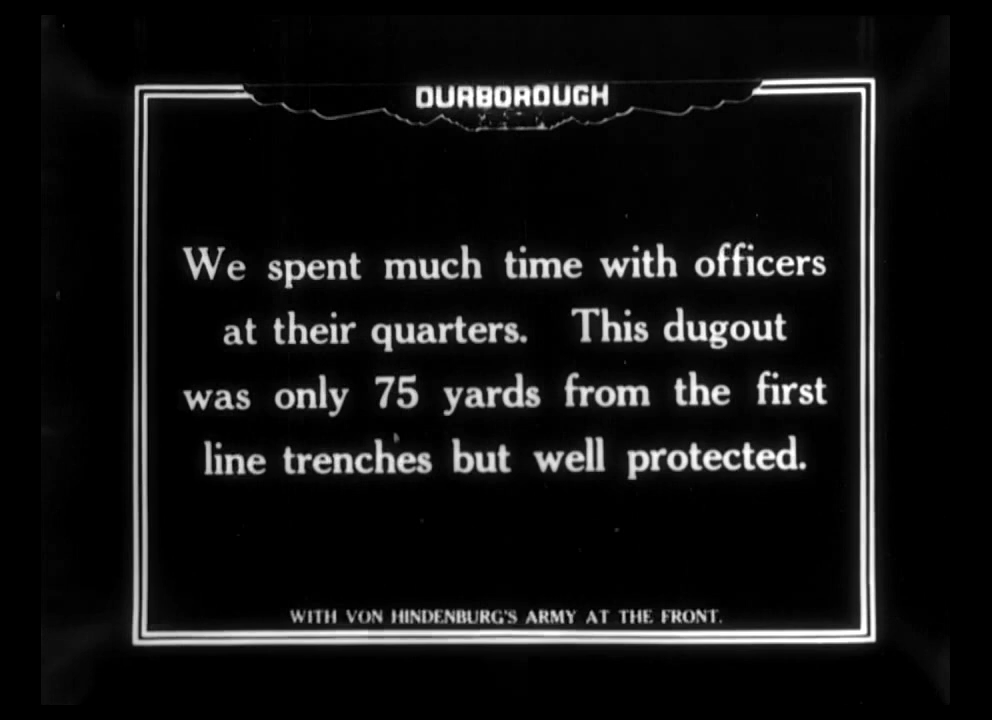 DURBOROUGH
We spent much time with officers
at their quarters. This dugout
was only 75 yards from the first
line trenches but well protected.
WITH VON HINDENBURG'S ARMY AT THE FRONT.